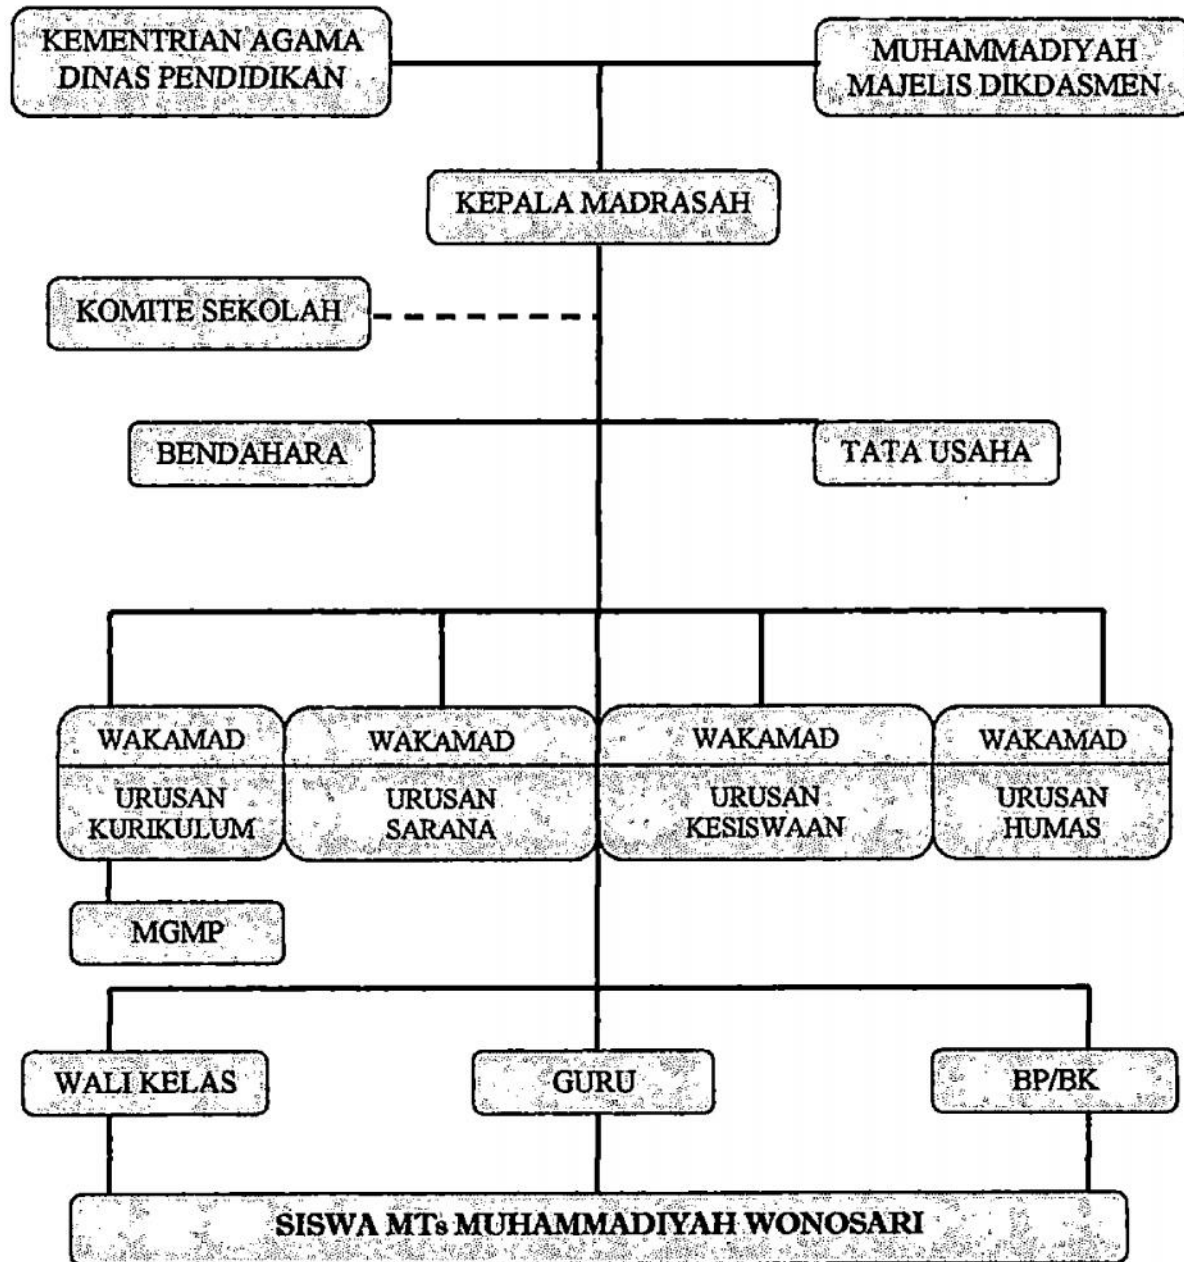 KEMENTRIAN AGAMA
DINAS PENDIDIKAN
MUHAMMADIYAH
MAJELIS DIKDASMEN
KEPALA MADRASAH
KOMITE SEKOLAH
BENDAHARA
TATA USAHA
WAKAMAD
URUSAN
KURIKULUM
WAKAMAD
URUSAN
SARANA
WAKAMAD
URUSAN
KESISWAAN
WAKAMAD
URUSAN
HUMAS
MGMP
WALI KELAS
GURU
BP/BK
SISWA MTs MUHAMMADIYAH WONOSARI